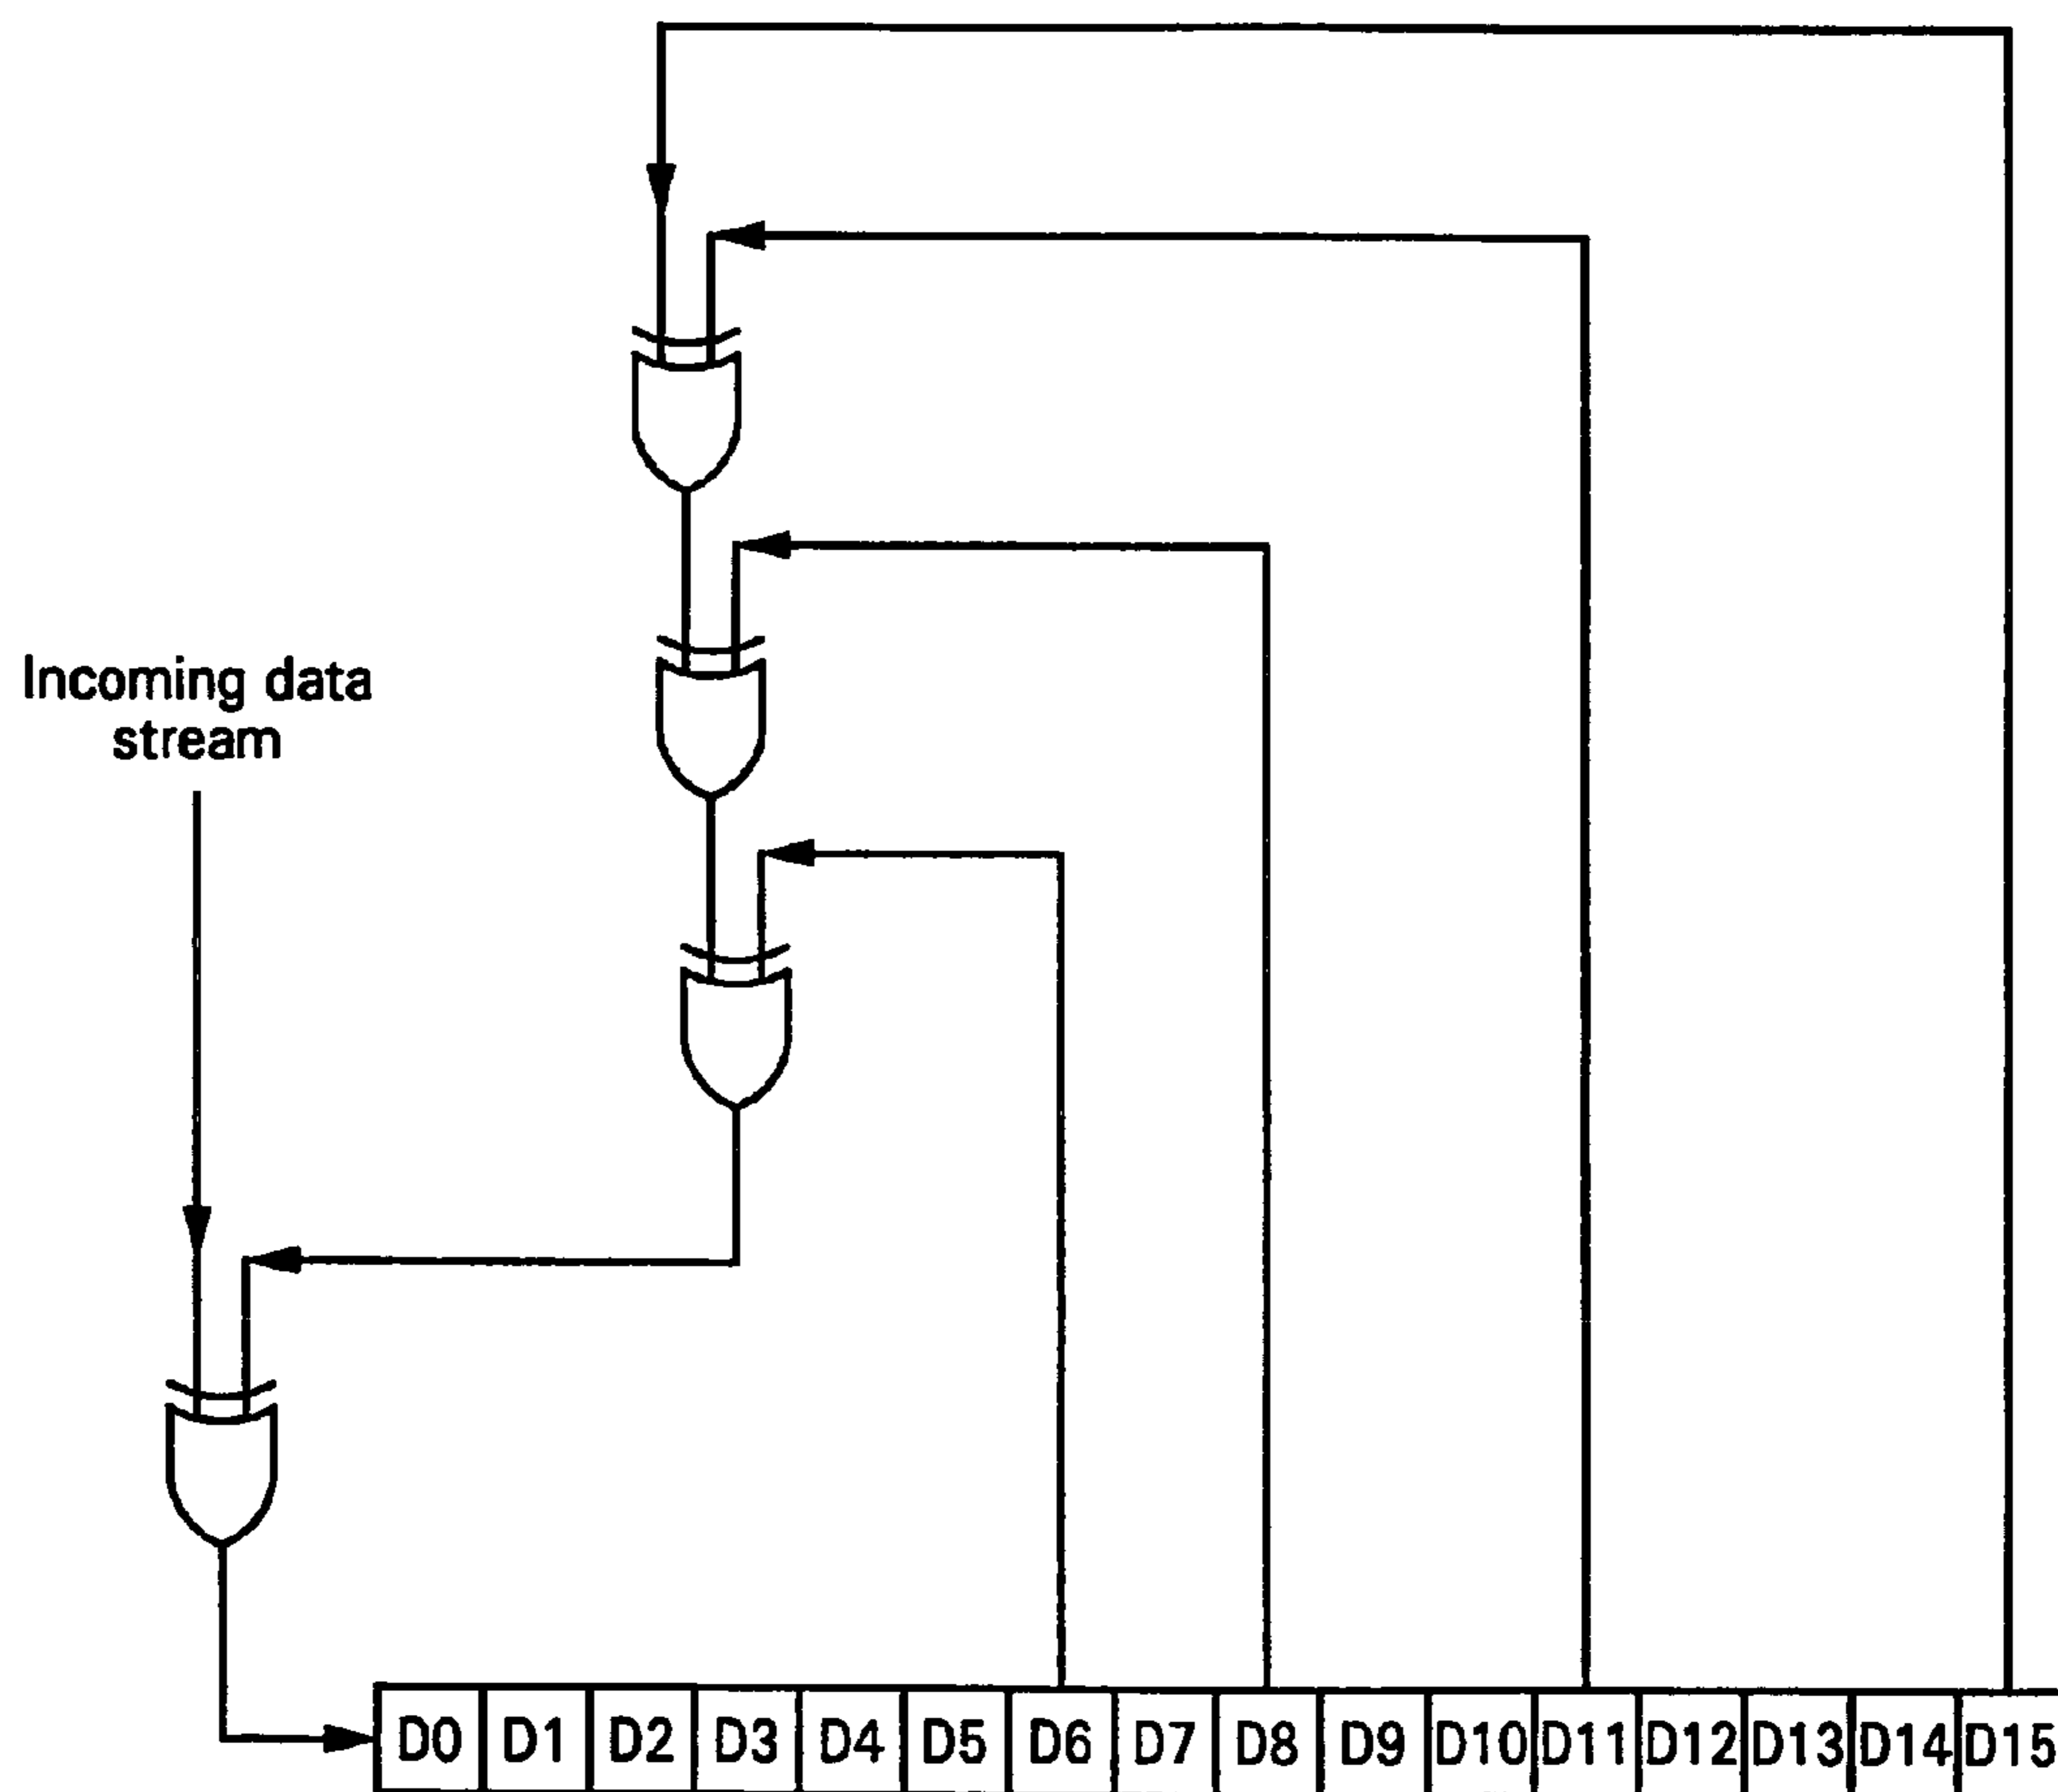 Incoming data
stream
D0 D1 D2 D3 D4 D5 D6 D7 D8 D9 D10 D11 D12 D13 D14 D15